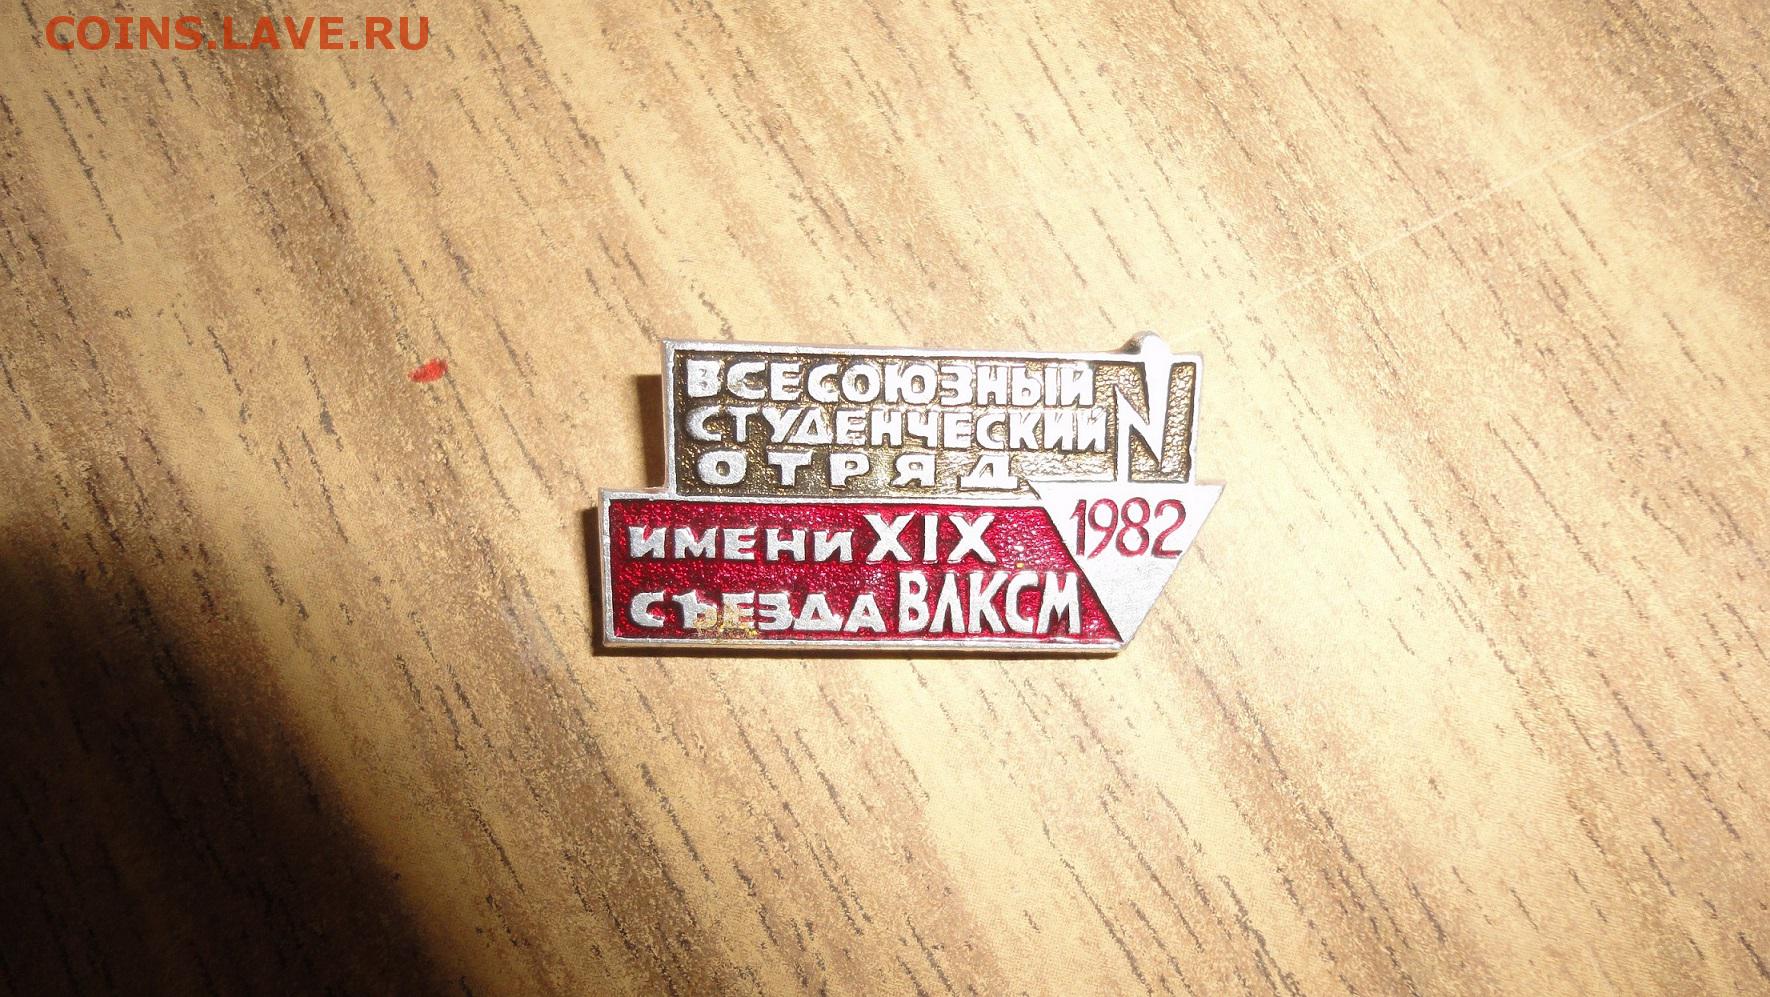 COINS.LAVE.RU
ВСЕСОЮЗНЫЙ
СТУДЕНЧЕСКИЙ
ОТРЯД
ИМЕНИ XIX
СЪЕЗДА ВЛКСМ
1982